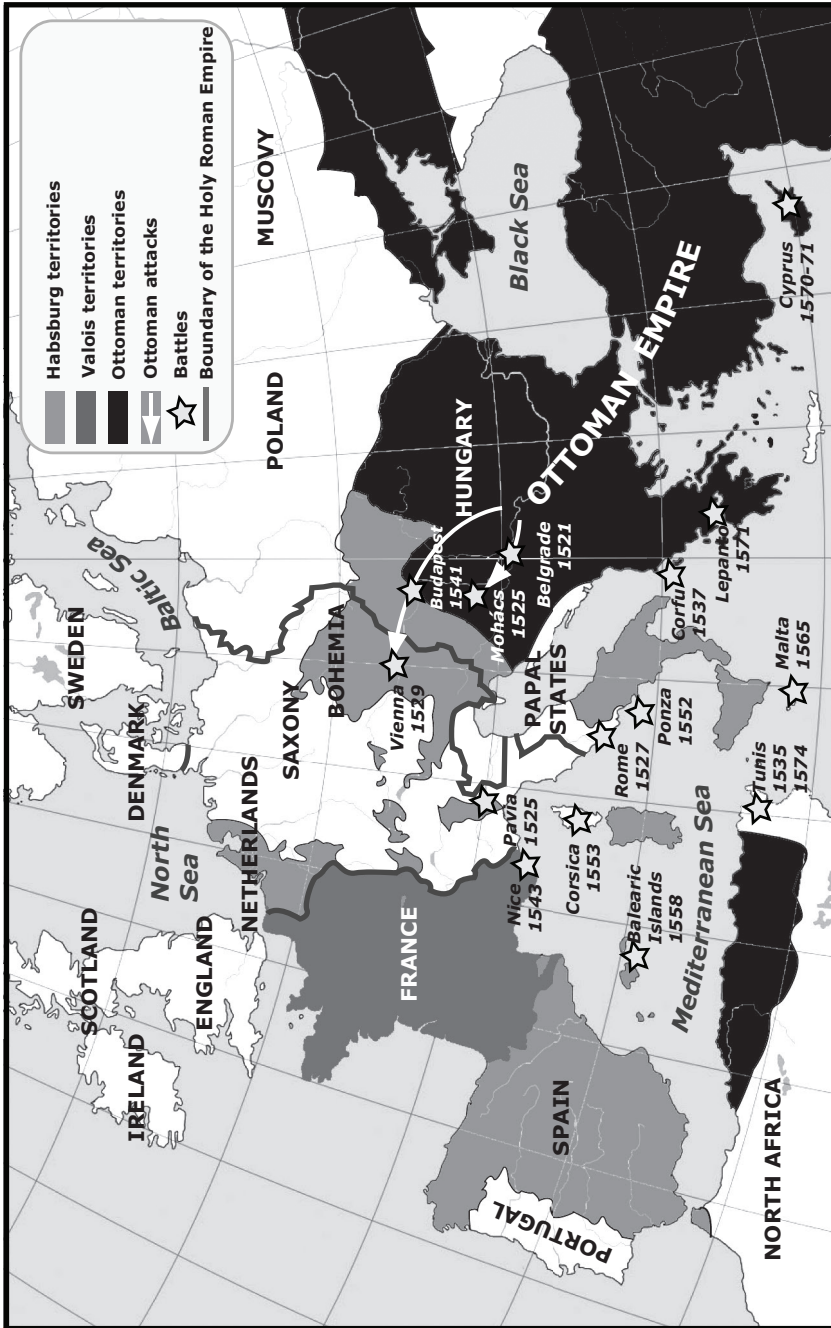 Habsburg territories
Valois territories
Ottoman territories
Ottoman attacks
Battles
Boundary of the Holy Roman Empire
IRELAND
SCOTLAND
ENGLAND
North
Sea
DENMARK
SWEDEN
Baltic Sea
NETHERLANDS
SAXONY
BOHEMIA
POLAND
MUSCOVY
FRANCE
Vienna
1529
Budapest
1541
HUNGARY
Mohács
1525
Belgrade
1521
OTTOMAN EMPIRE
Black Sea
Pavia
1525
Nice
1543
PAPAL
STATES
PORTUGAL
SPAIN
Corsica
1553
Rome
1527
Ponza
1552
Corfu
1537
Lepanto
1571
Cyprus
1570-71
Balearic
Islands
1558
Mediterranean Sea
Tunis
1535
1574
Malta
1565
NORTH AFRICA